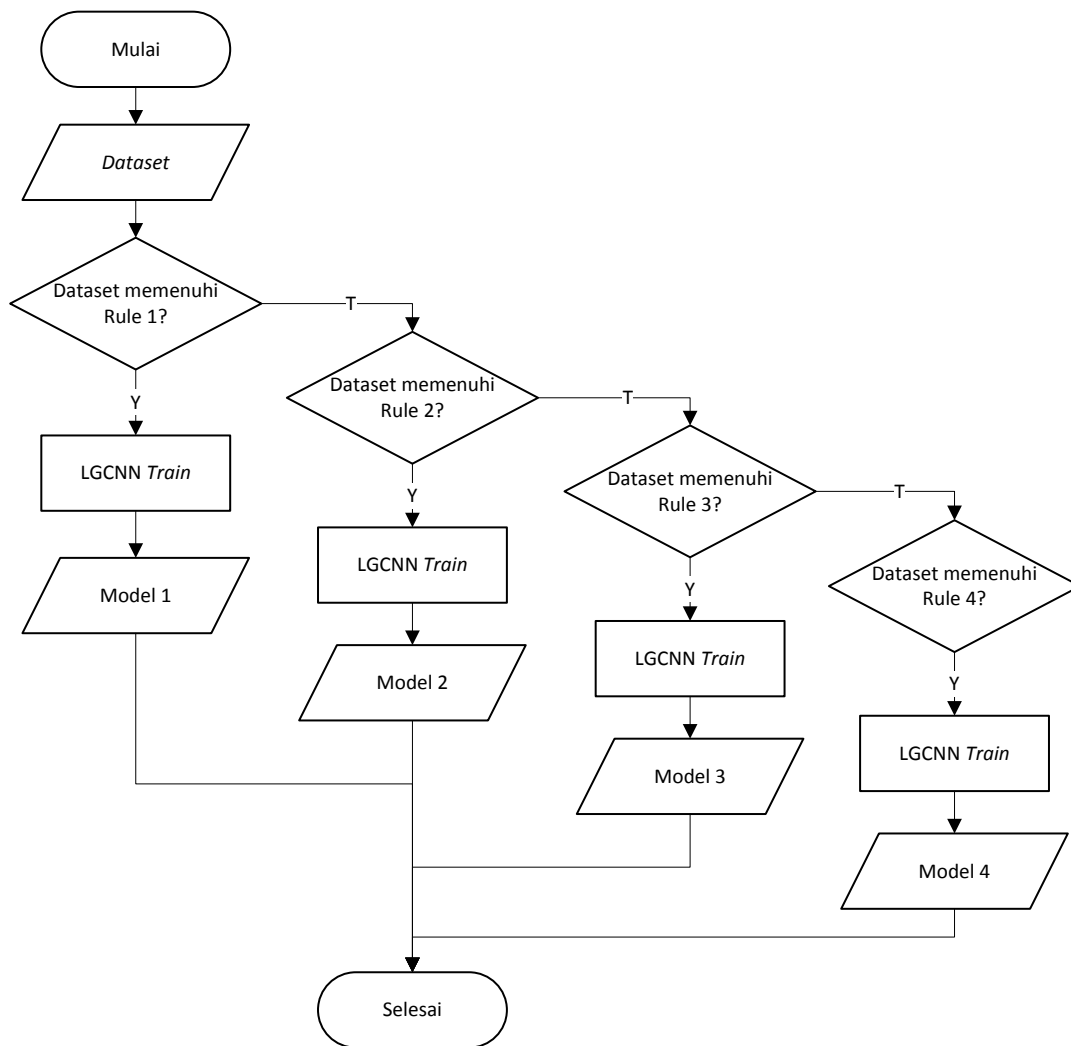 Mulai
Dataset
Dataset memenuhi
Rule 1?
T
Y
LGCNN Train
Model 1
Dataset memenuhi
Rule 2?
T
Y
LGCNN Train
Model 2
Dataset memenuhi
Rule 3?
T
Y
LGCNN Train
Model 3
Dataset memenuhi
Rule 4?
Y
LGCNN Train
Model 4
Selesai